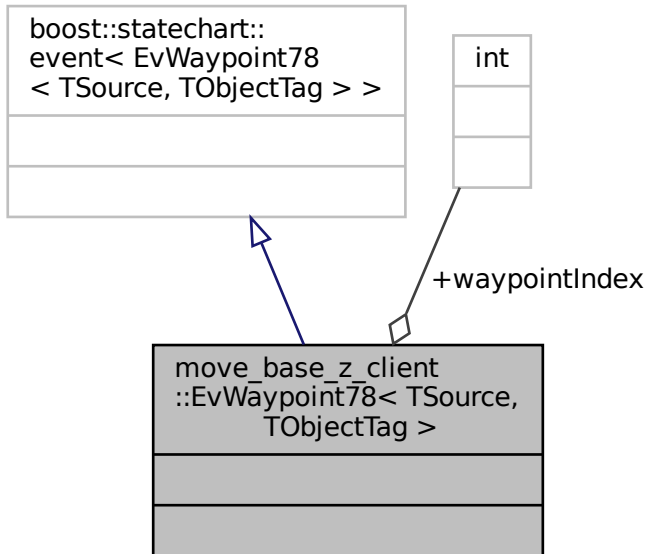 boost::statechart::
event< EvWaypoint78
< TSource, TObjectTag > >
int
+waypointIndex
move_base_z_client
::EvWaypoint78< TSource,
TObjectTag >